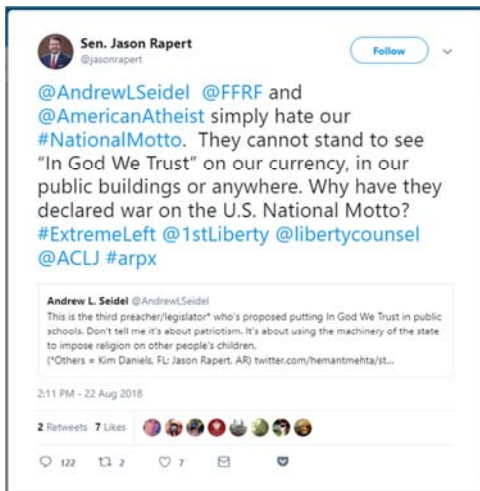 Sen. Jason Rapert
@jasonrapert
Follow
@AndrewLSeidel @FFRF and
@AmericanAtheist simply hate our
#NationalMotto. They cannot stand to see
“In God We Trust” on our currency, in our
public buildings or anywhere. Why have they
declared war on the U.S. National Motto?
#ExtremeLeft @1stLiberty @libertycounsel
@ACLJ #arpx
Andrew L. Seidel @AndrewLSeidel
This is the third preacher/legislator* who's proposed putting In God We Trust in public
schools. Don't tell me it's about patriotism. It's about using the machinery of the state
to impose religion on other people's children.
(*Others = Kim Daniels, FL; Jason Rapert, AR) twitter.com/hemantmehta/st...
2:11 PM - 22 Aug 2018
2 Retweets 7 Likes
122 2 7